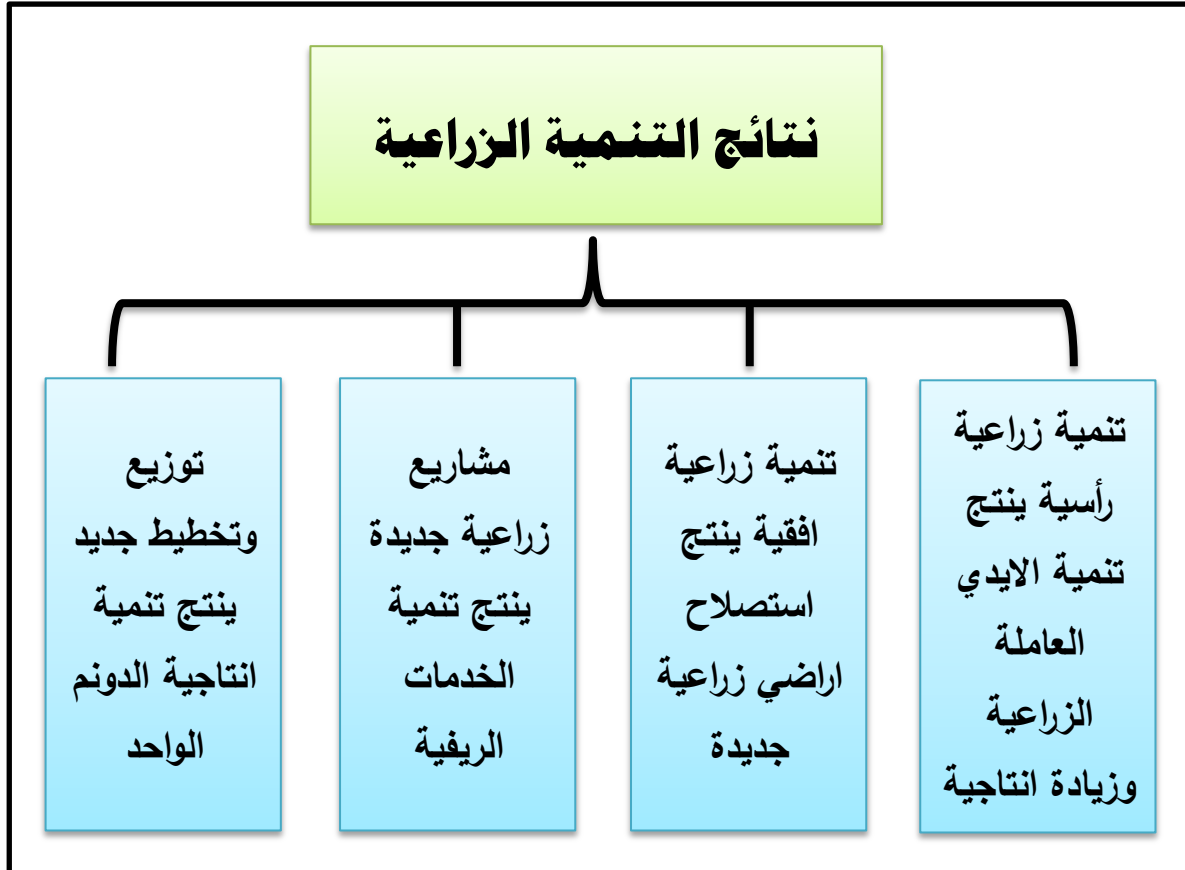 نتائج التنمية الزراعية
تنمية زراعية
رأسية ينتج
تنمية الايدي
العاملة
الزراعية
وزيادة انتاجية
تنمية زراعية
افقية ينتج
استصلاح
اراضي زراعية
جديدة
مشاريع
زراعية جديدة
ينتج تنمية
الخدمات
الريفية
توزيع
وتخطيط جديد
ينتج تنمية
انتاجية الدونم
الواحد